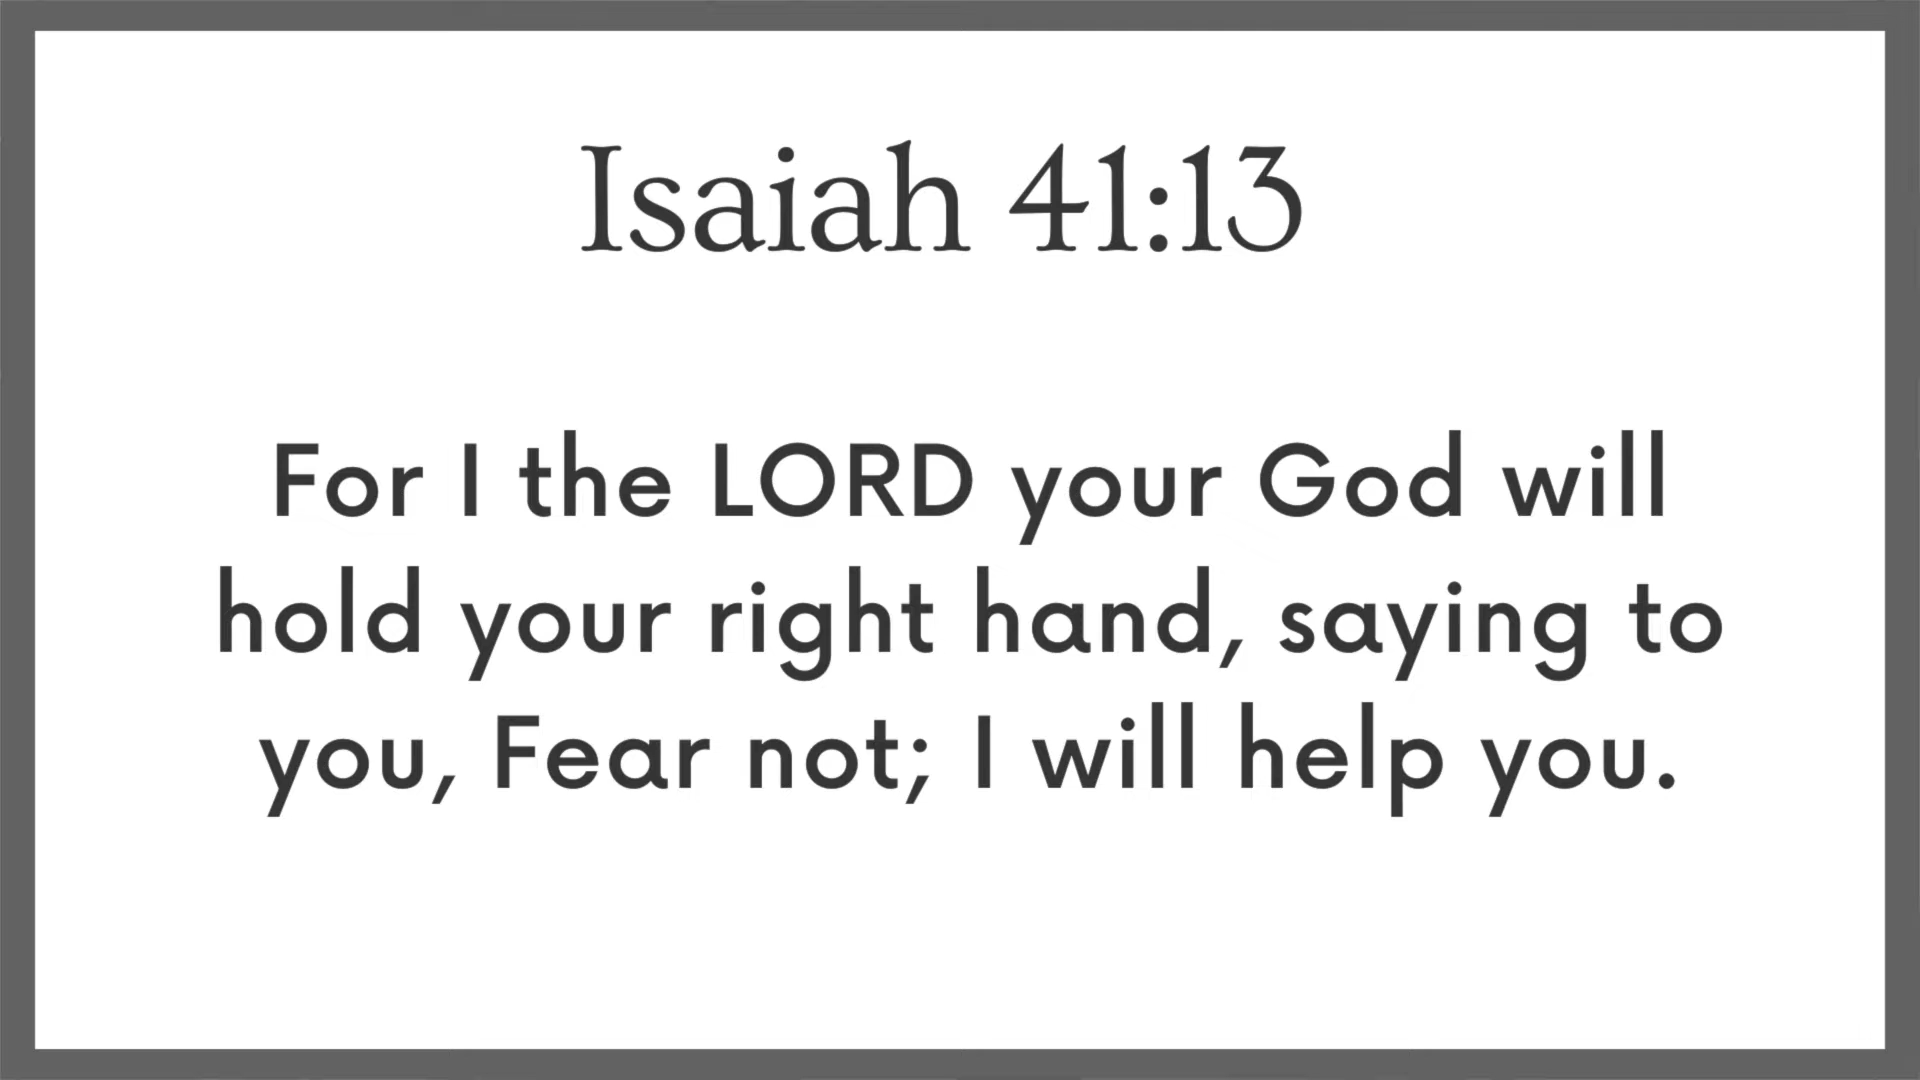 Isaiah 41:13
For I the LORD your God will
hold your right hand, saying to
you, Fear not; I will help you.